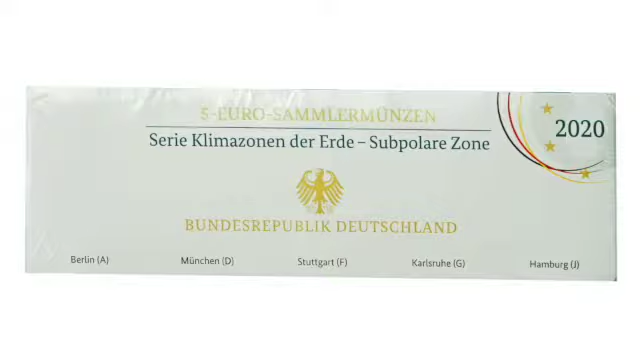 5-EURO-SAMMLERMÜNZEN
Serie Klimazonen der Erde – Subpolare Zone
2020
BUNDESREPUBLIK DEUTSCHLAND
Berlin (A) München (D) Stuttgart (F) Karlsruhe (G) Hamburg (J)